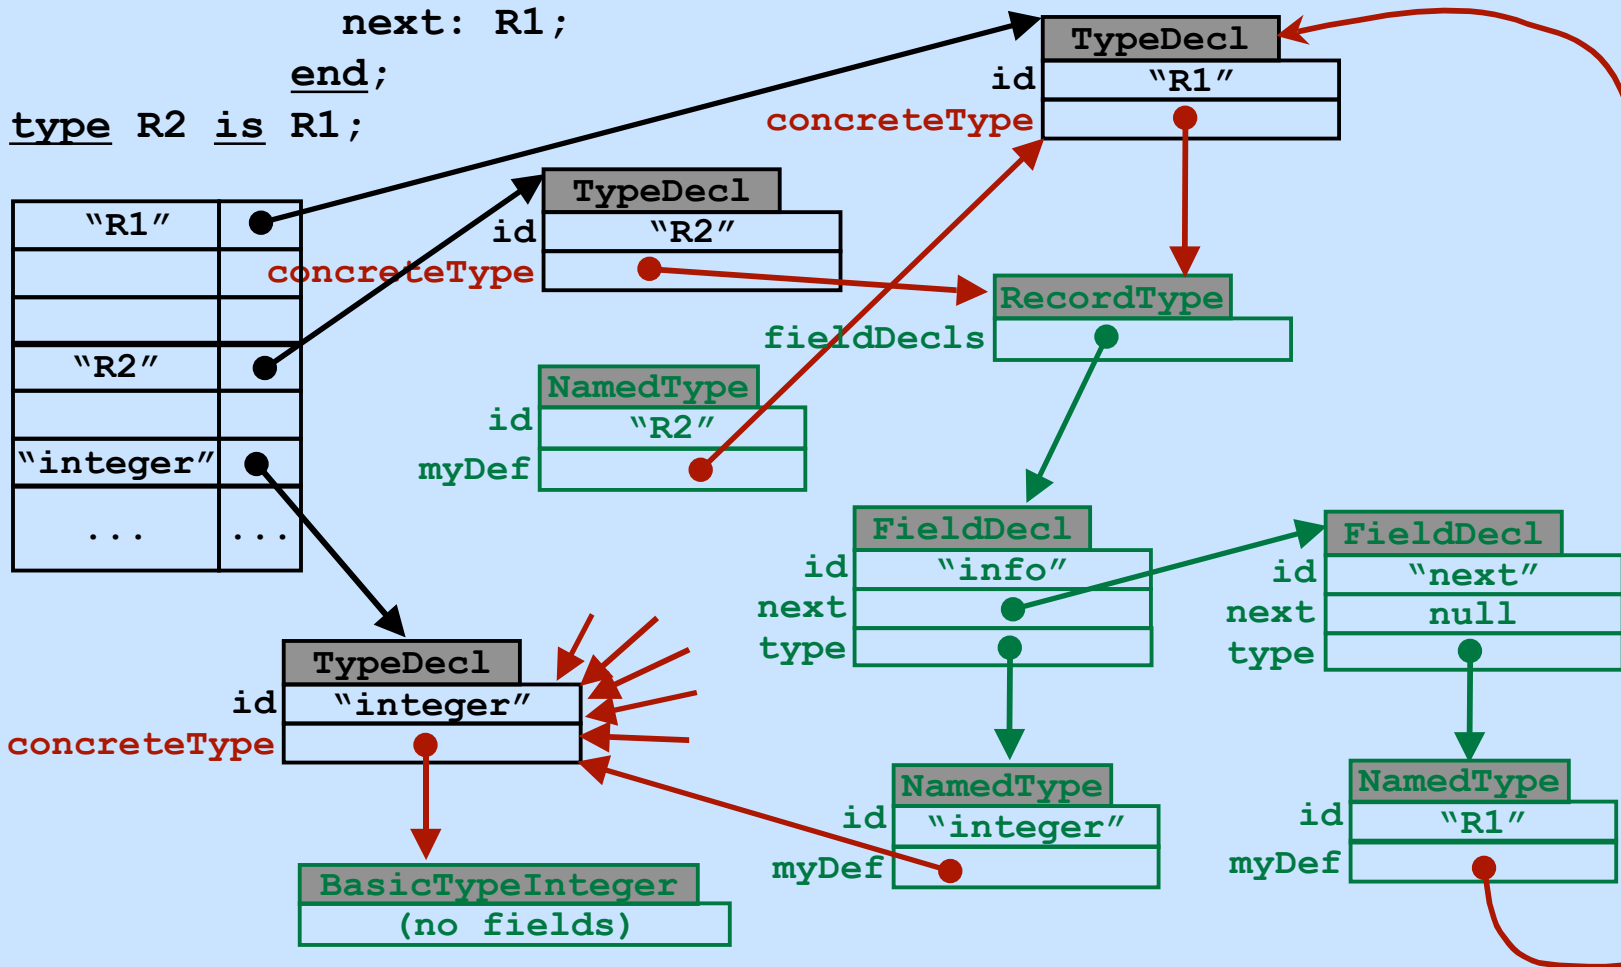 next: R1;
end;
type R2 is R1;
TypeDecl
id “R1”
concreteType
TypeDecl
id “R2”
concreteType
“R1”
“R2”
“integer”
... ...
RecordType
fieldDecls
NamedType
id “R2”
myDef
FieldDecl
id “info”
next
type
FieldDecl
id “next”
next null
type
TypeDecl
id “integer”
concreteType
NamedType
id “integer”
myDef
NamedType
id “R1”
myDef
BasicTypeInteger
(no fields)